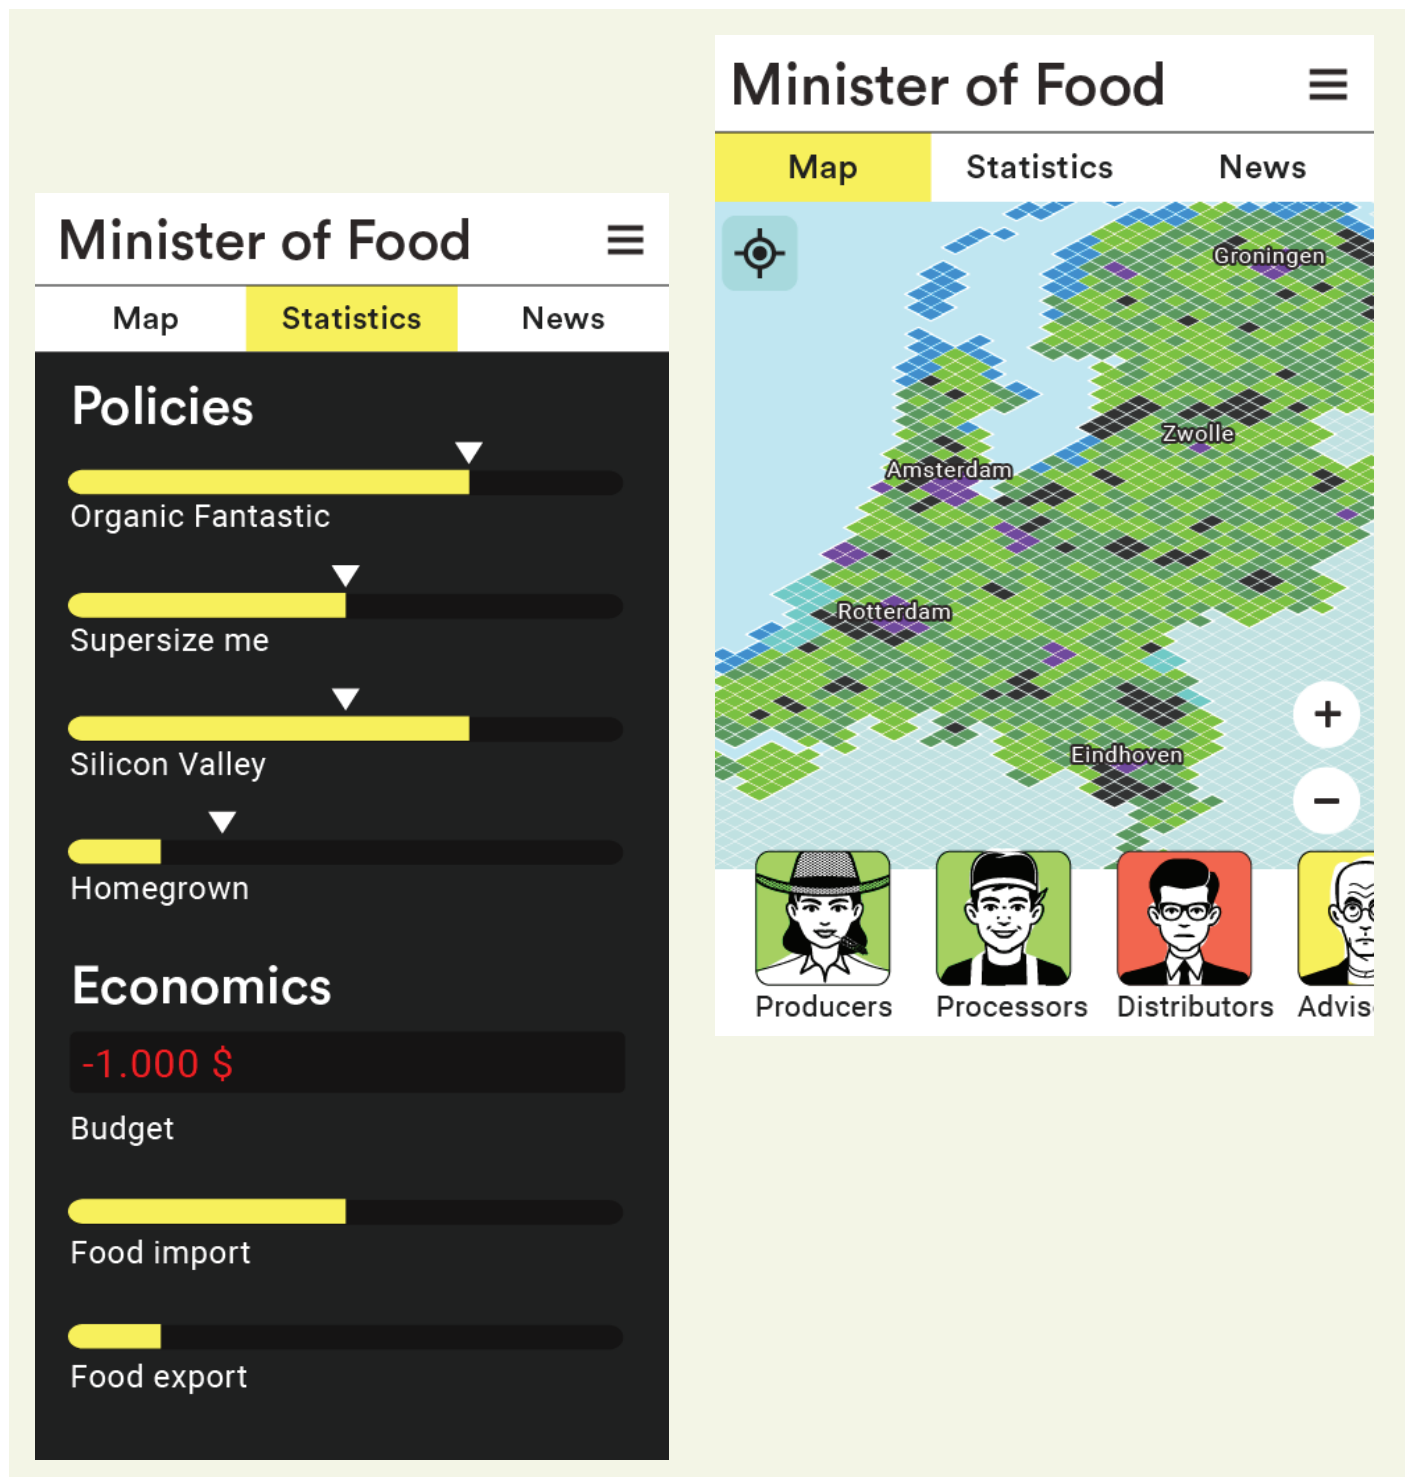 Minister of Food
Map Statistics News
Policies
Organic Fantastic
Supersize me
Silicon Valley
Homegrown
Economics
-1.000 $
Budget
Food import
Food export
Minister of Food
Map Statistics News
Groningen
Zwolle
Amsterdam
Rotterdam
+
Eindhoven
−
Producers Processors Distributors Advis